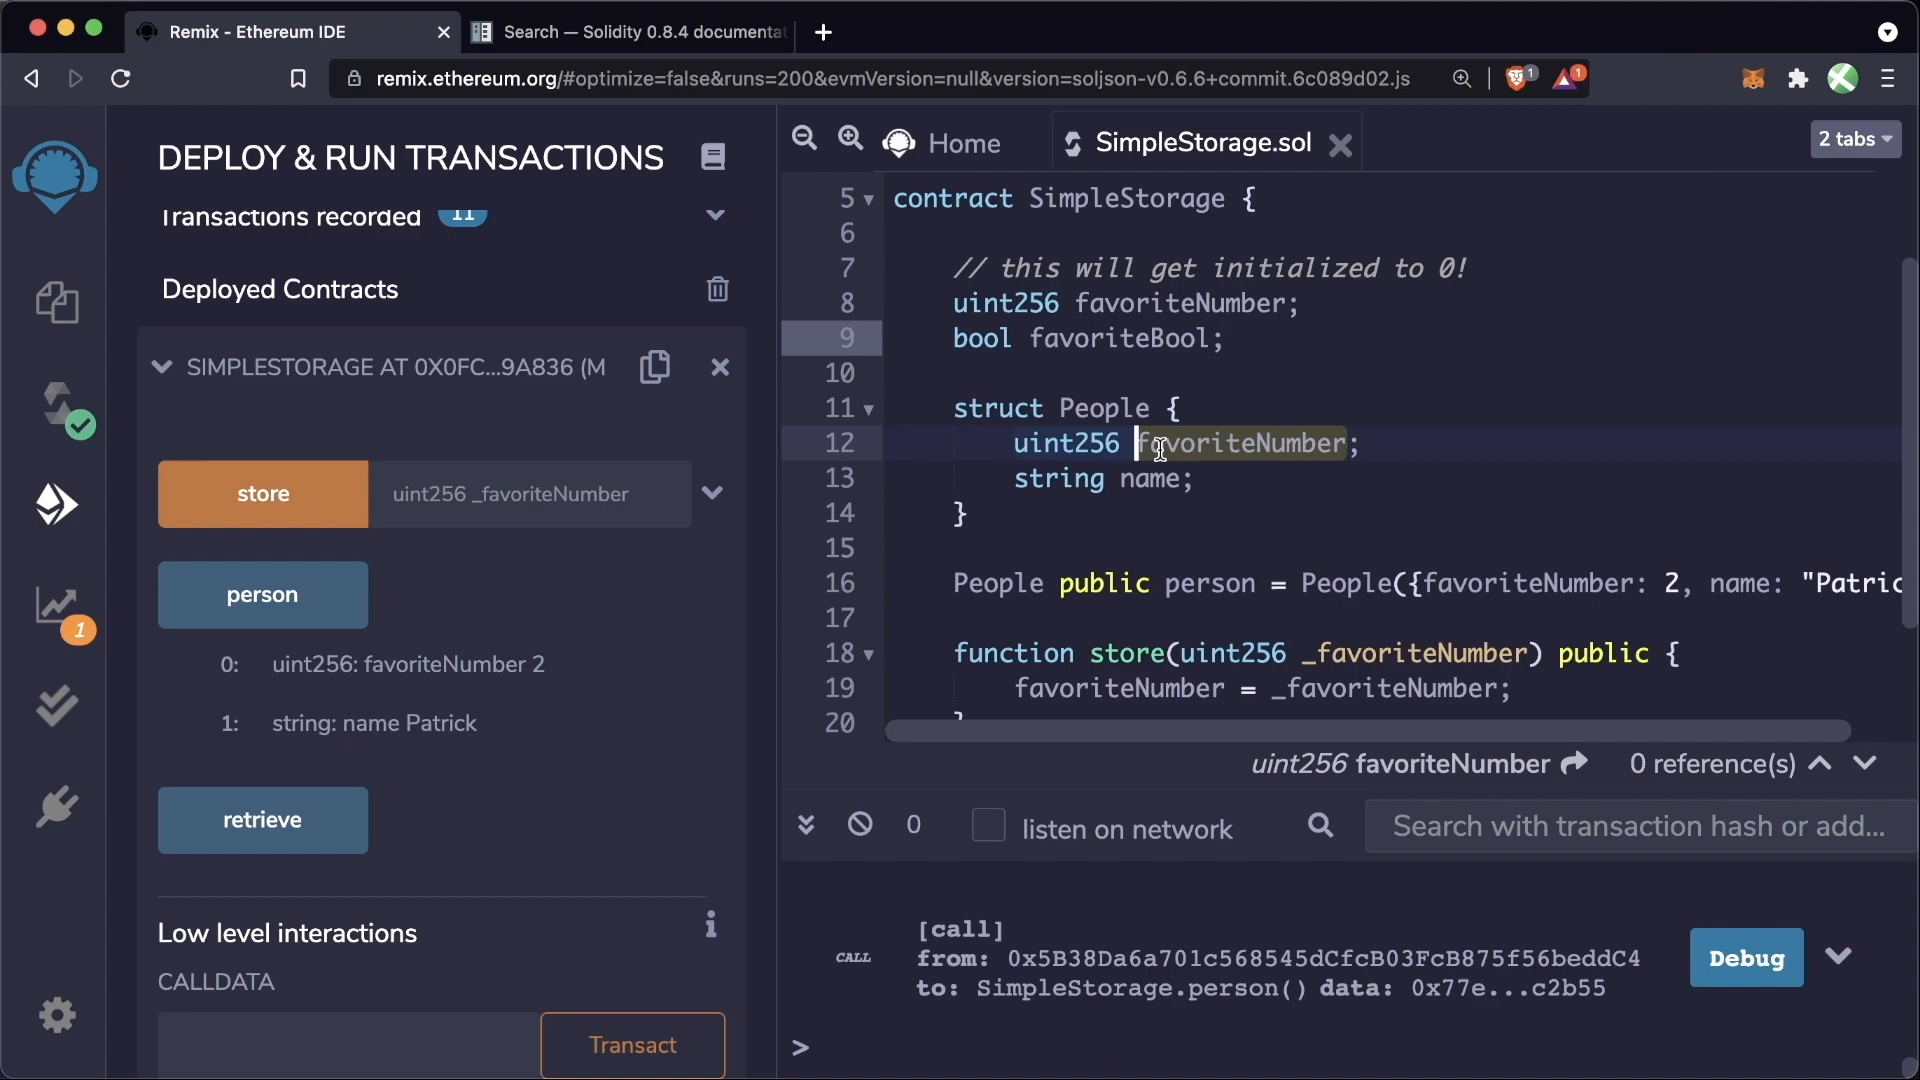 Remix - Ethereum IDE
Search — Solidity 0.8.4 documentat
remix.ethereum.org/#optimize=false&runs=200&evmVersion=null&version=soljson-v0.6.6+commit.6c089d02.js
1
1
DEPLOY & RUN TRANSACTIONS
Transactions recorded 11
Deployed Contracts
SIMPLESTORAGE AT 0X0FC...9A836 (M
store
uint256 _favoriteNumber
person
0: uint256: favoriteNumber 2
1: string: name Patrick
retrieve
Low level interactions
CALLDATA
Transact
1
Home
SimpleStorage.sol
2 tabs
5 contract SimpleStorage {
6
7 // this will get initialized to 0!
8 uint256 favoriteNumber;
9 bool favoriteBool;
10
11 struct People {
12 uint256 favoriteNumber;
13 string name;
14 }
15
16 People public person = People({favoriteNumber: 2, name: "Patric
17
18 function store(uint256 _favoriteNumber) public {
19 favoriteNumber = _favoriteNumber;
20 }
uint256 favoriteNumber 0 reference(s)
0 listen on network
Search with transaction hash or add...
[call]
CALL from: 0x5B38Da6a701c568545dCfcB03FcB875f56beddC4
to: SimpleStorage.person() data: 0x77e...c2b55
Debug
>